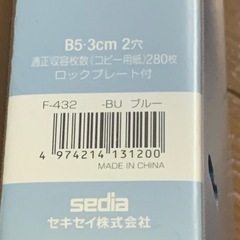 B5・3cm 2穴
適正収容枚数(コピー用紙)280枚
ロックプレート付
F-432 -BU ブルー
4 974214 131200
MADE IN CHINA
sedia
セキセイ株式会社